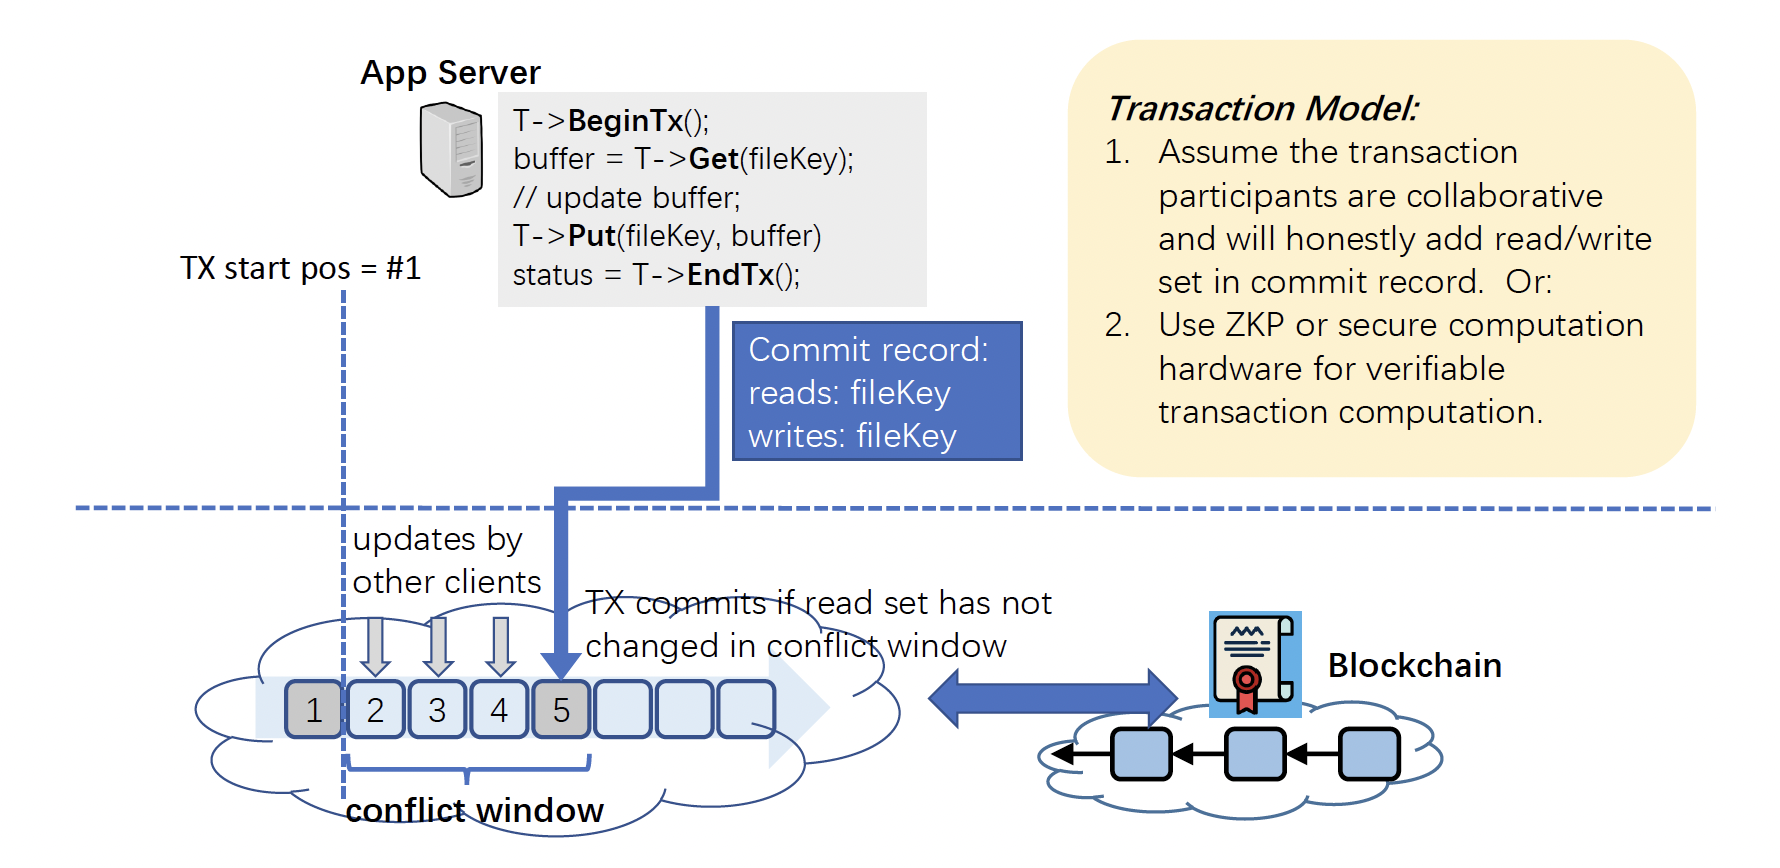 App Server
T->BeginTx();
buffer = T->Get(fileKey);
// update buffer;
T->Put(fileKey, buffer)
status = T->EndTx();
TX start pos = #1
Commit record:
reads: fileKey
writes: fileKey
Transaction Model:
1. Assume the transaction
participants are collaborative
and will honestly add read/write
set in commit record. Or:
2. Use ZKP or secure computation
hardware for verifiable
transaction computation.
updates by
other clients
TX commits if read set has not
changed in conflict window
1 2 3 4 5
conflict window
Blockchain